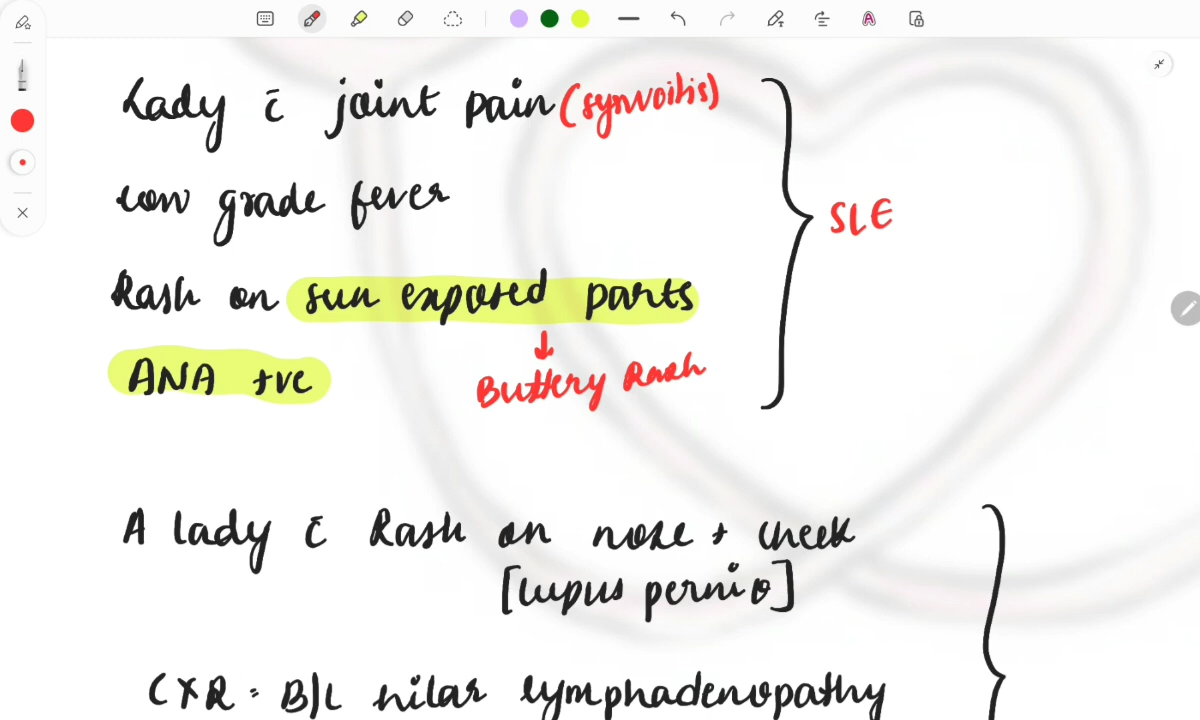 Lady c̄ joint pain (synvoitis)
low grade fever
SLE
Rash on sun exposed parts
↓
ANA +ve
Buttery Rash
A lady c̄ Rash on nose + cheek
[lupus pernio]
CXR = B/L hilar lymphadenopathy